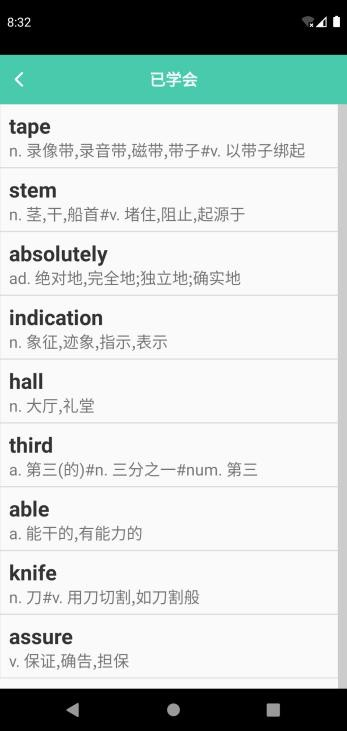 8:32
已学会
tape
n. 录像带,录音带,磁带,带子#v. 以带子绑起
stem
n. 茎,干,船首#v. 堵住,阻止,起源于
absolutely
ad. 绝对地,完全地;独立地;确实地
indication
n. 象征,迹象,指示,表示
hall
n. 大厅,礼堂
third
a. 第三(的)#n. 三分之一#num. 第三
able
a. 能干的,有能力的
knife
n. 刀#v. 用刀切割,如刀割般
assure
v. 保证,确告,担保